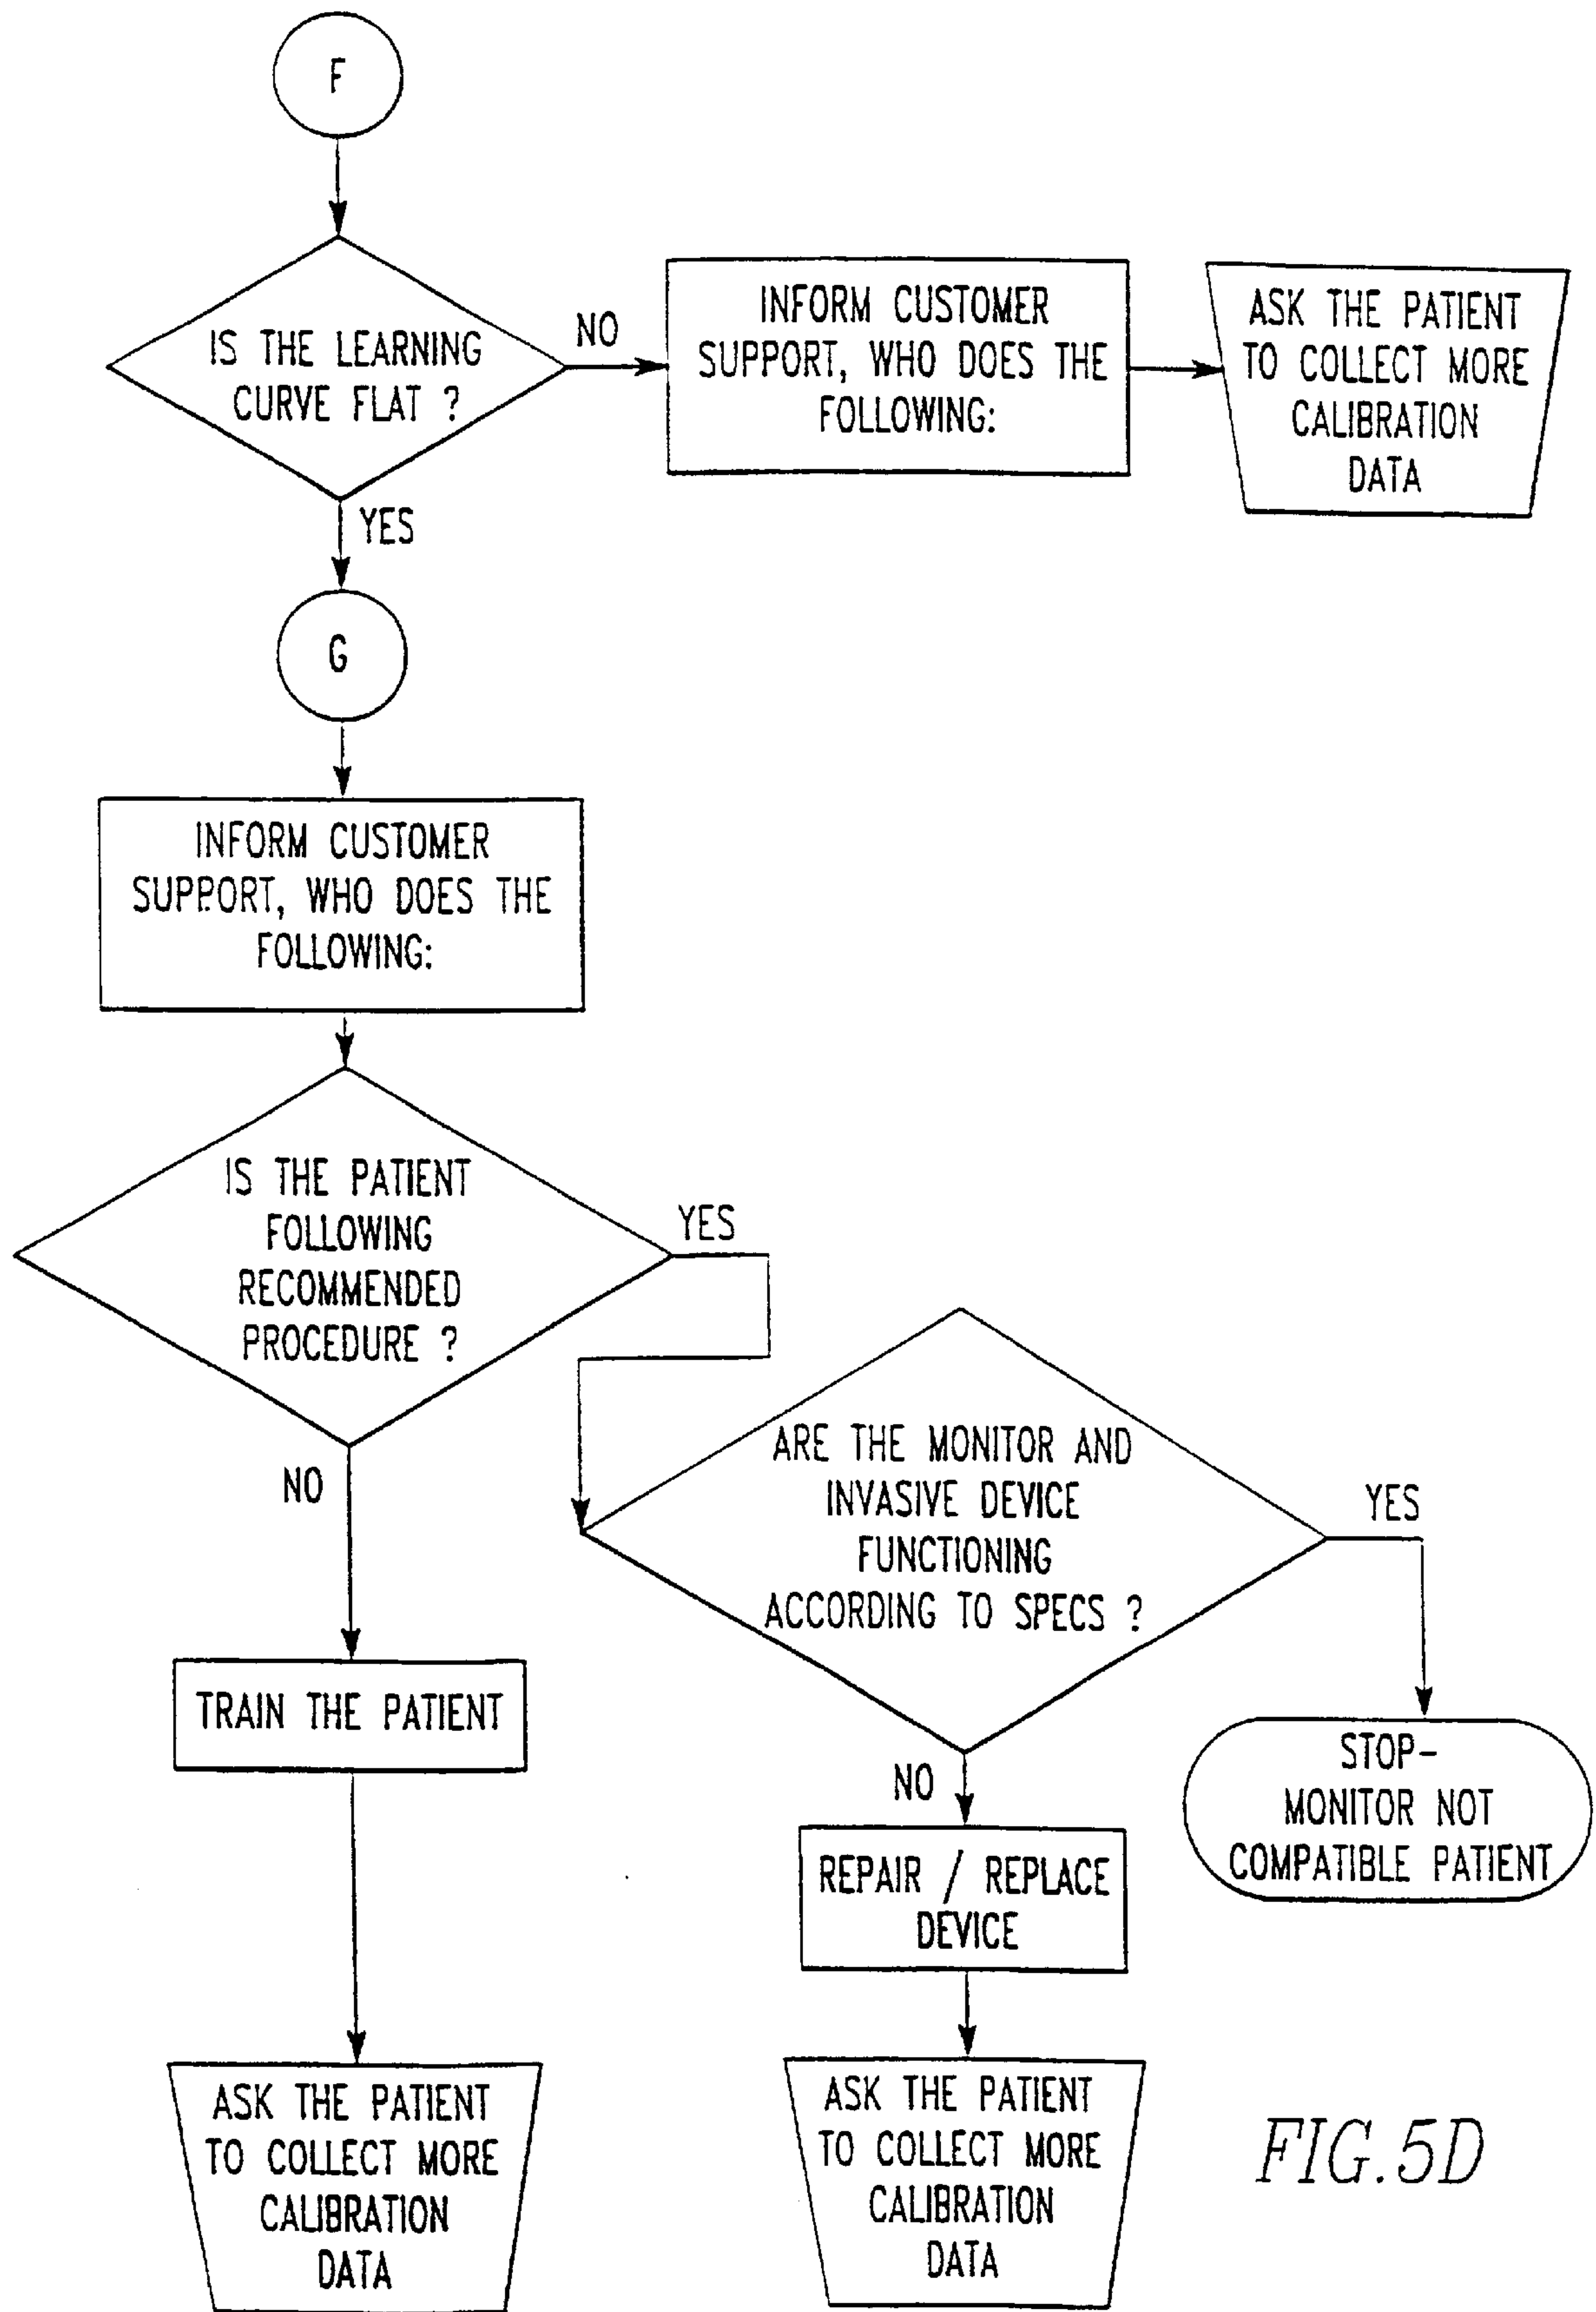 F
IS THE LEARNING
CURVE FLAT ?
NO
INFORM CUSTOMER
SUPPORT, WHO DOES THE
FOLLOWING:
ASK THE PATIENT
TO COLLECT MORE
CALIBRATION
DATA
YES
G
INFORM CUSTOMER
SUPPORT, WHO DOES THE
FOLLOWING:
IS THE PATIENT
FOLLOWING
RECOMMENDED
PROCEDURE ?
YES
NO
ARE THE MONITOR AND
INVASIVE DEVICE
FUNCTIONING
ACCORDING TO SPECS ?
YES
STOP-
MONITOR NOT
COMPATIBLE PATIENT
NO
TRAIN THE PATIENT
REPAIR / REPLACE
DEVICE
ASK THE PATIENT
TO COLLECT MORE
CALIBRATION
DATA
ASK THE PATIENT
TO COLLECT MORE
CALIBRATION
DATA
FIG.5D